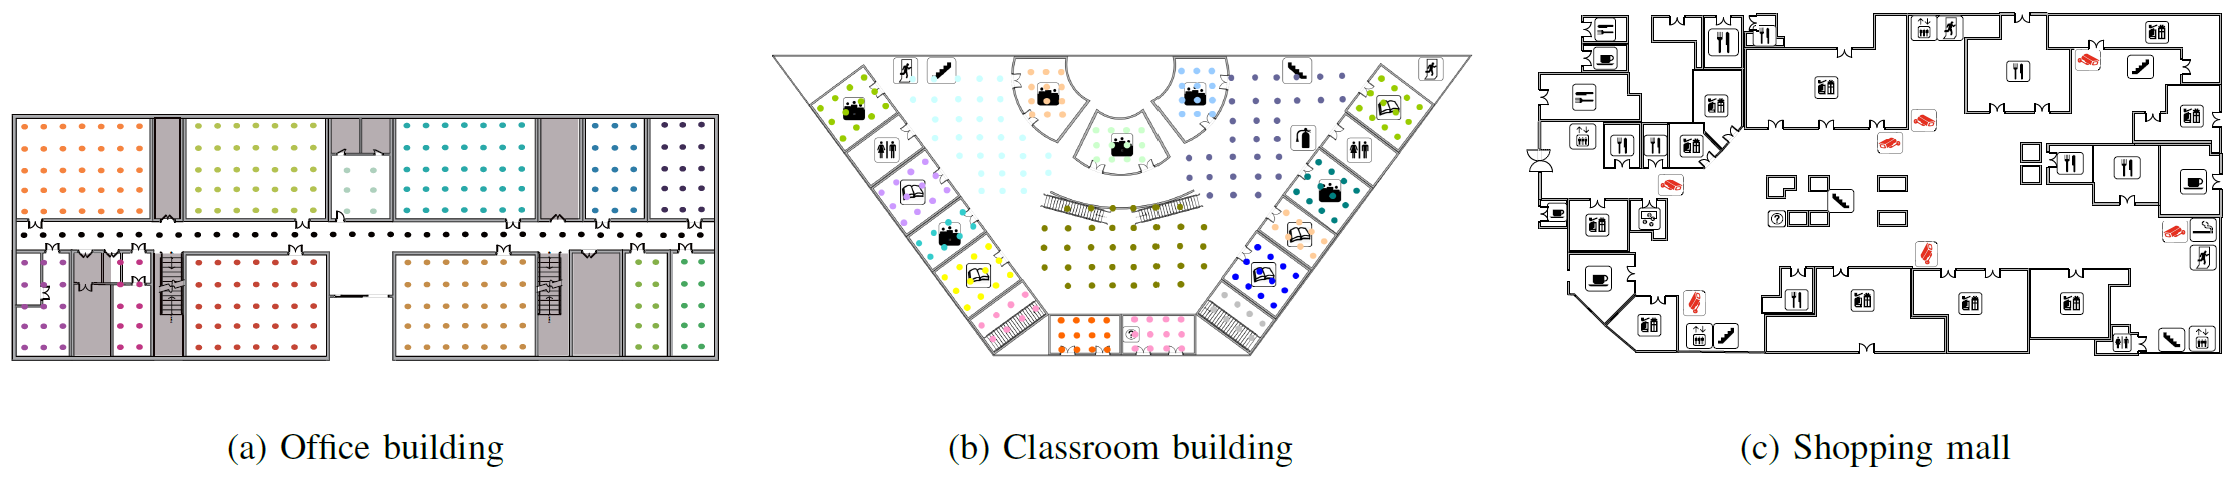 (a) Office building
(b) Classroom building
(c) Shopping mall